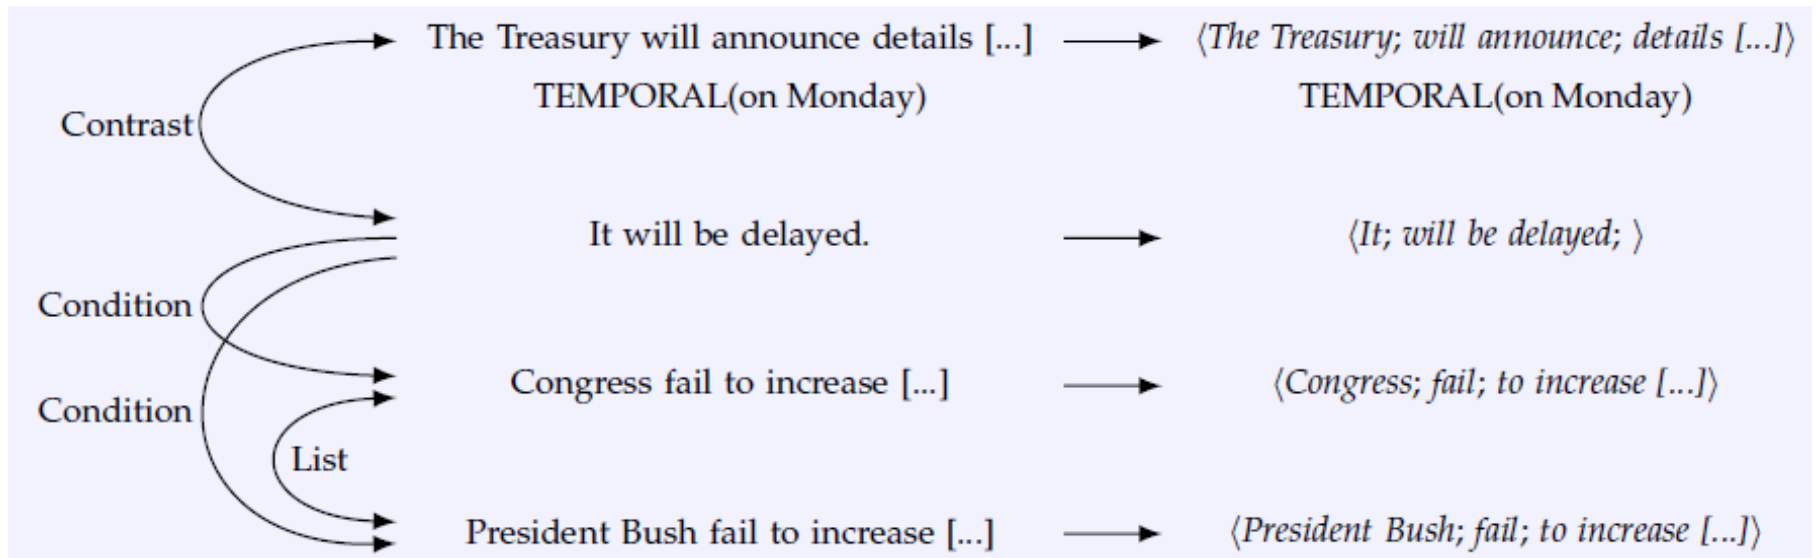 The Treasury will announce details [...] ⟨The Treasury; will announce; details [...]⟩
TEMPORAL(on Monday) TEMPORAL(on Monday)
Contrast
It will be delayed. ⟨It; will be delayed; ⟩
Condition
Congress fail to increase [...] ⟨Congress; fail; to increase [...]⟩
Condition
List
President Bush fail to increase [...] ⟨President Bush; fail; to increase [...]⟩